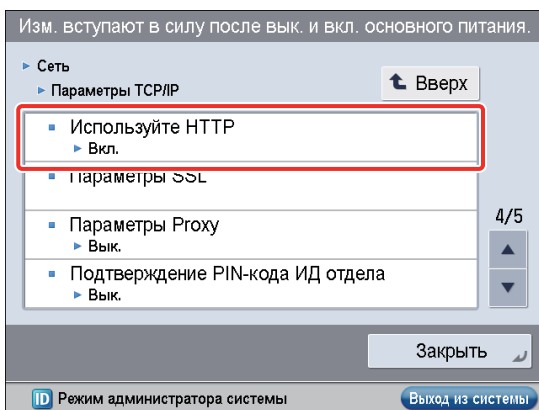 Изм. вступают в силу после вык. и вкл. основного питания.
Сеть
Параметры TCP/IP
Вверх
Используйте HTTP
Вкл.
Параметры SSL
Параметры Proxy
Вык.
Подтверждение PIN-кода ИД отдела
Вык.
4/5
Закрыть
ID Режим администратора системы
Выход из системы